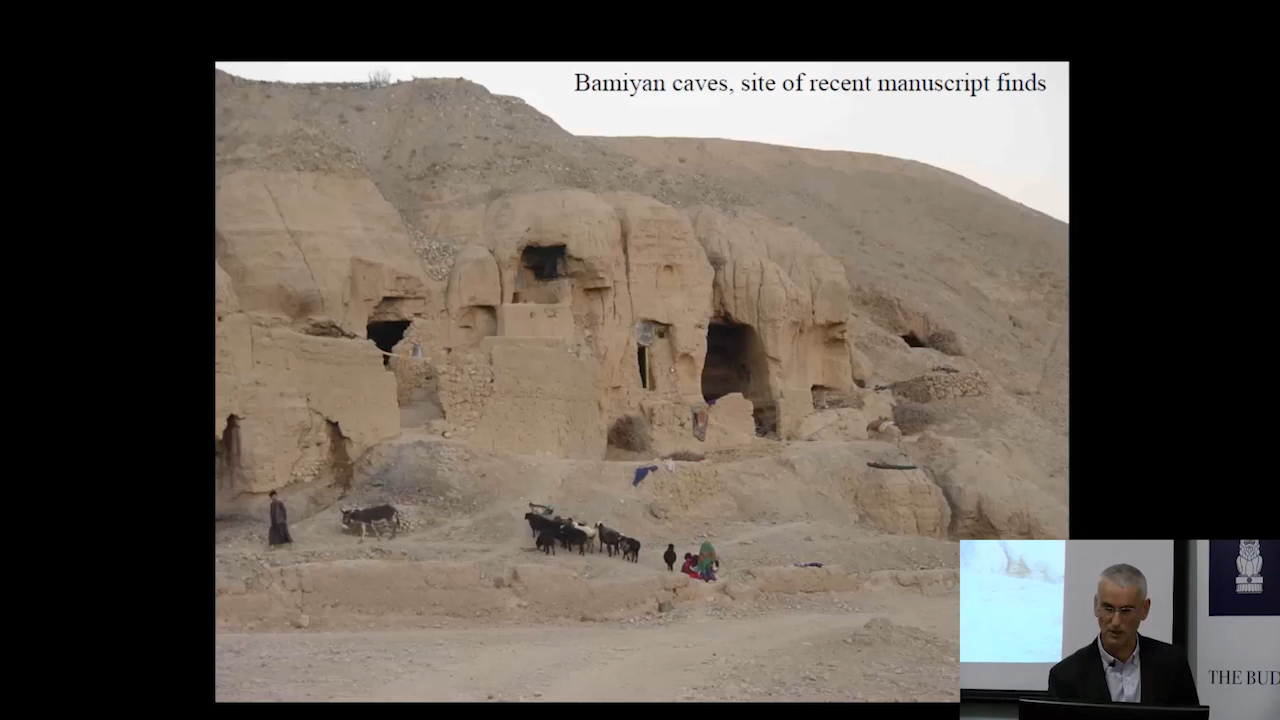 Bamiyan caves, site of recent manuscript finds
THE BUD